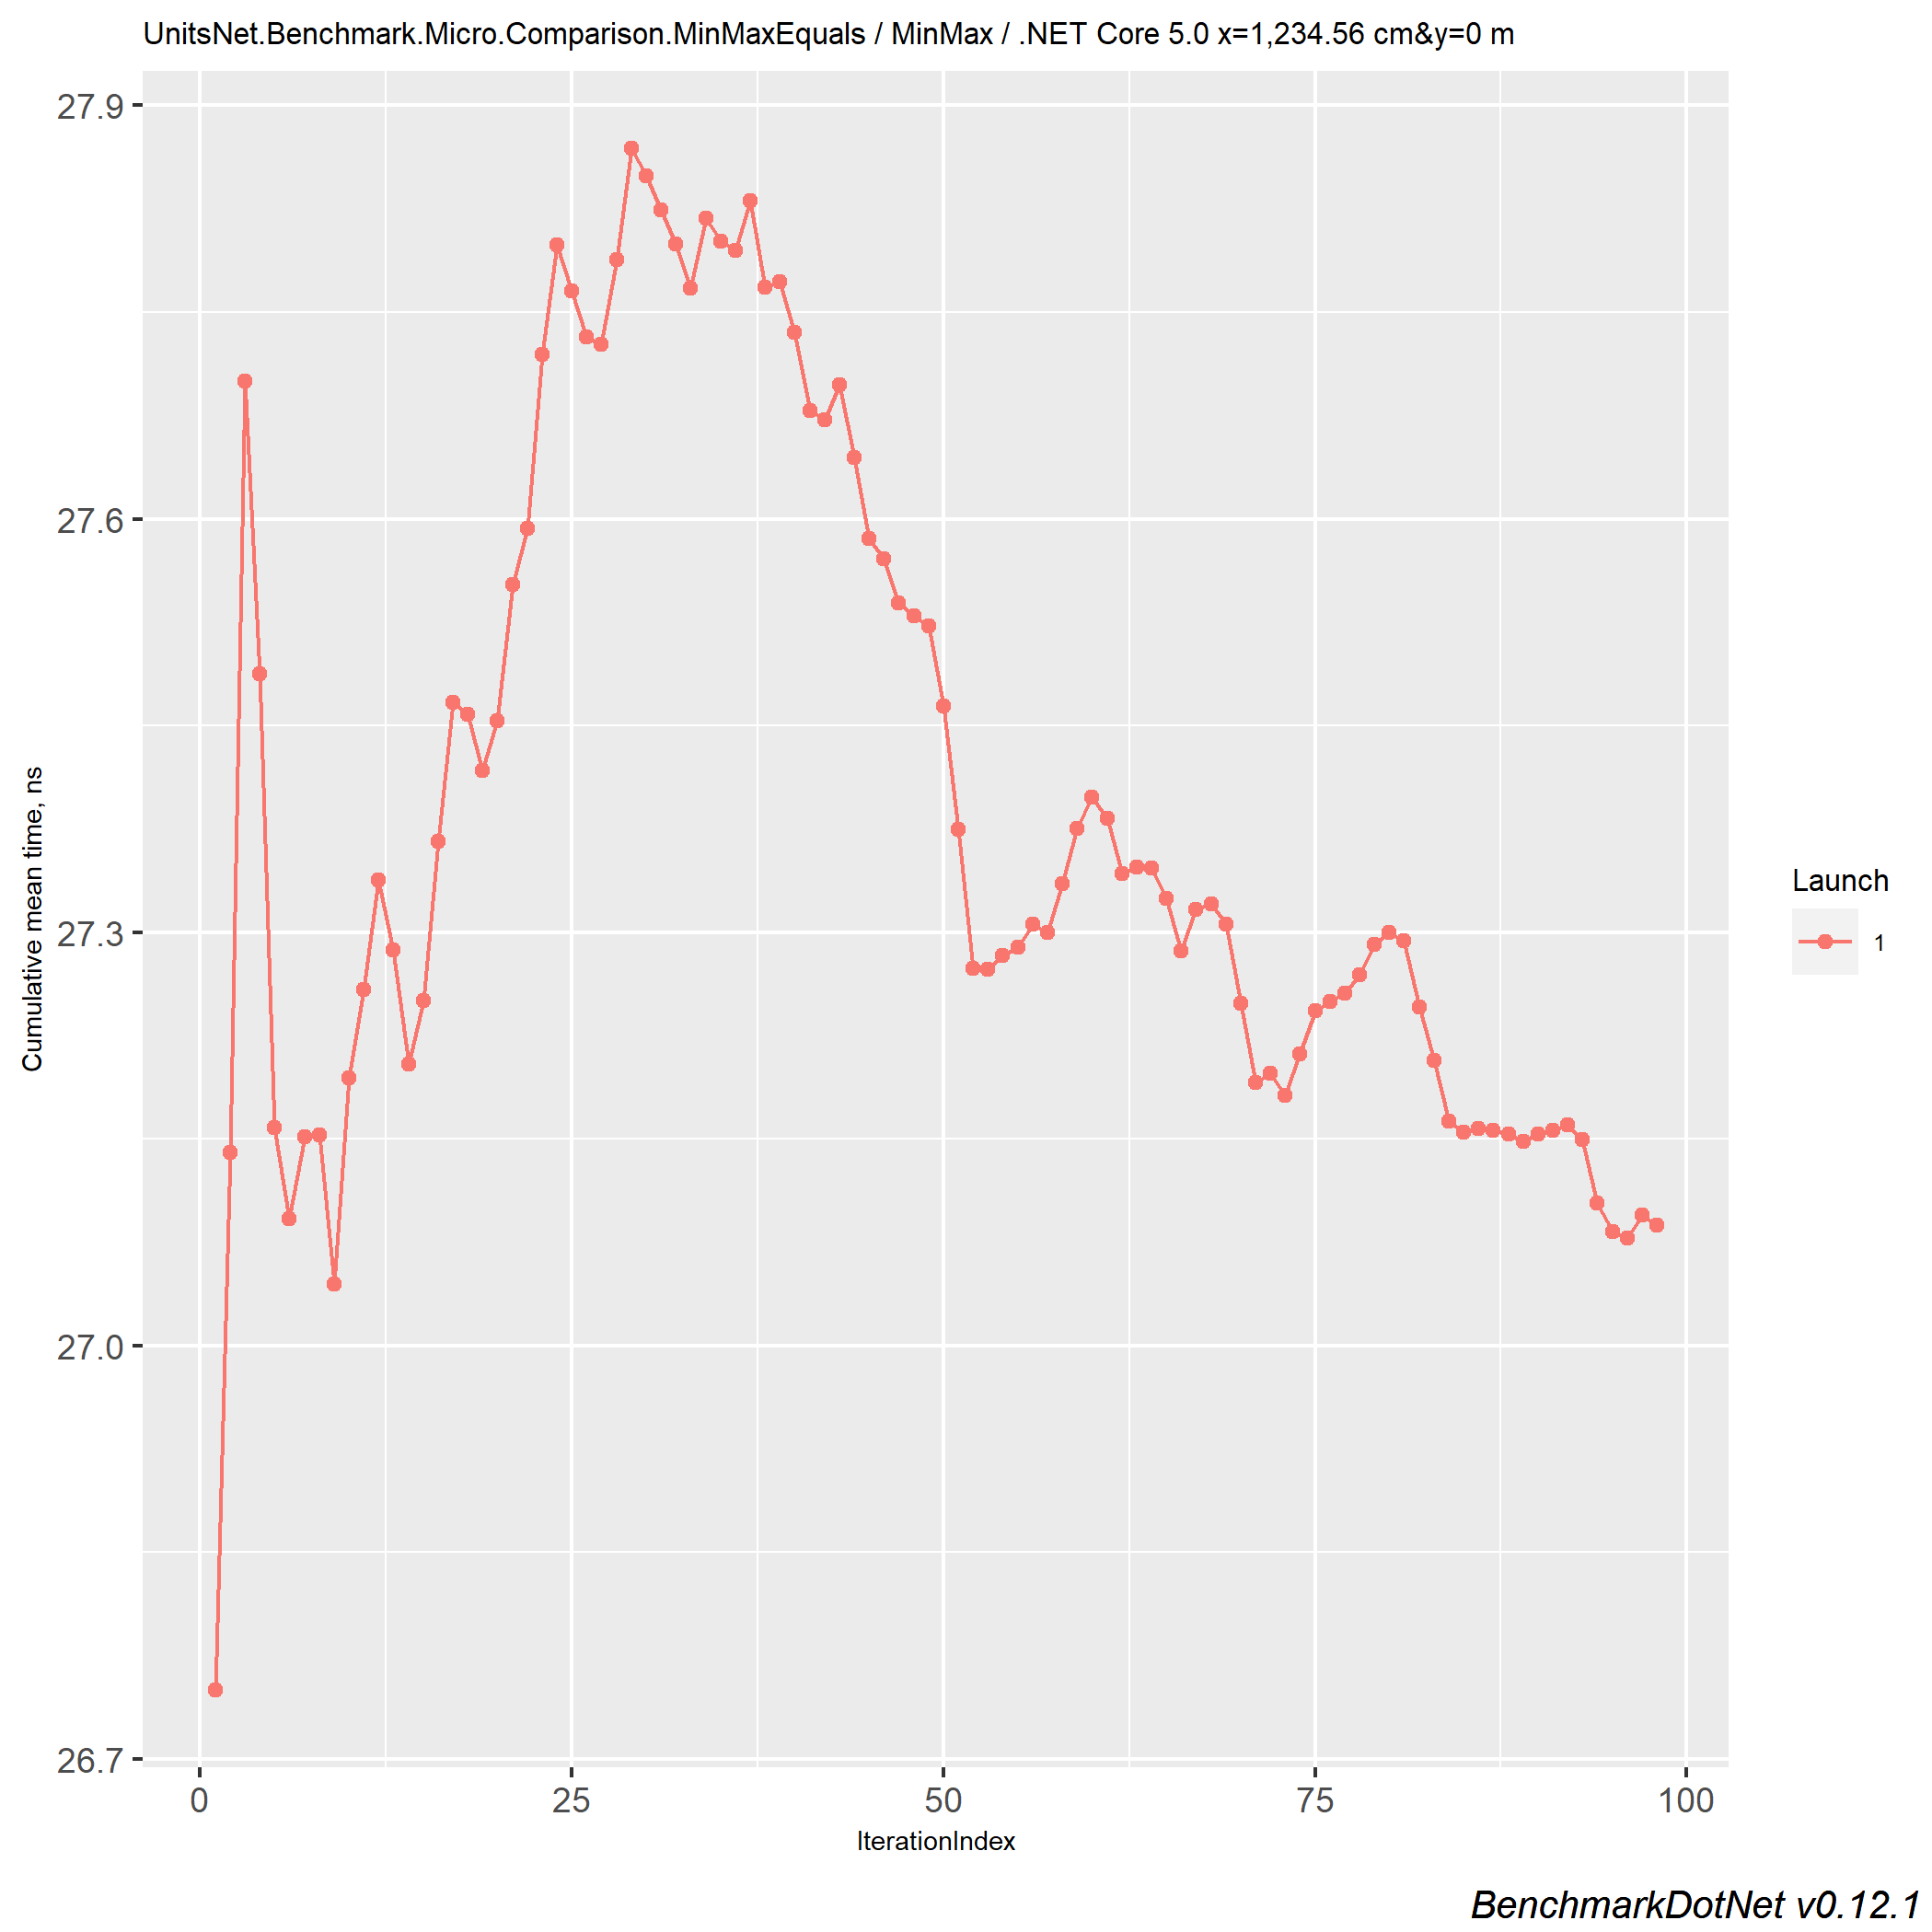 UnitsNet.Benchmark.Micro.Comparison.MinMaxEquals / MinMax / .NET Core 5.0 x=1,234.56 cm&y=0 m
27.9
27.6
27.3
27.0
26.7
Cumulative mean time, ns
0 25 50 75 100
IterationIndex
Launch
1
BenchmarkDotNet v0.12.1